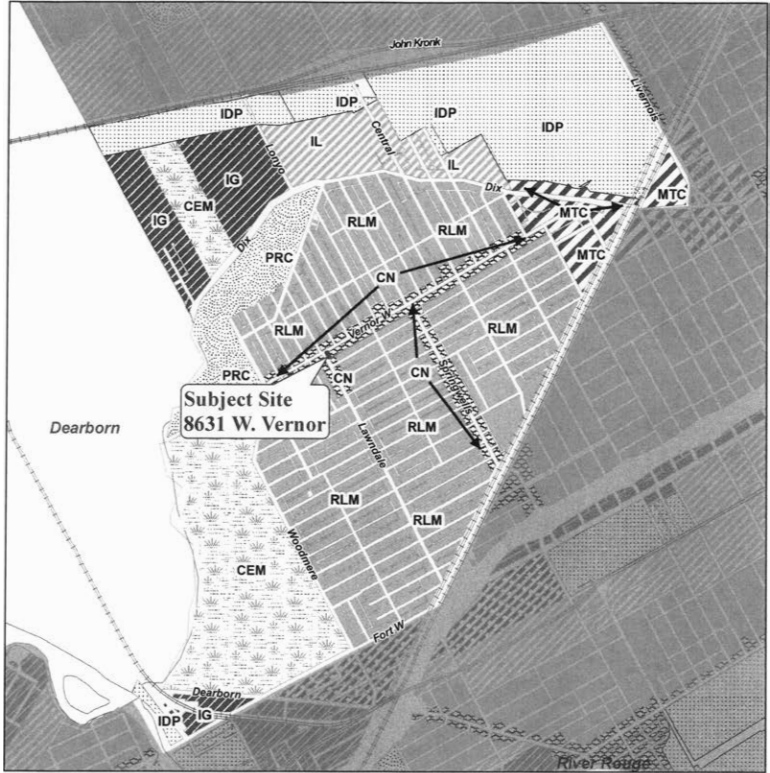 John Kronk
Livernois
IDP
IDP
IDP
IDP
Central
IL
IL
IG
Lonyo
CEM
IG
Dix
MTC
MTC
MTC
Dix
RLM
RLM
PRC
CN
RLM
Vernor W
RLM
PRC
CN
CN
Springwells
Subject Site
8631 W. Vernor
Dearborn
Lawndale
RLM
RLM
RLM
Woodmere
CEM
Fort W
Dearborn
IG
IDP
River Rouge